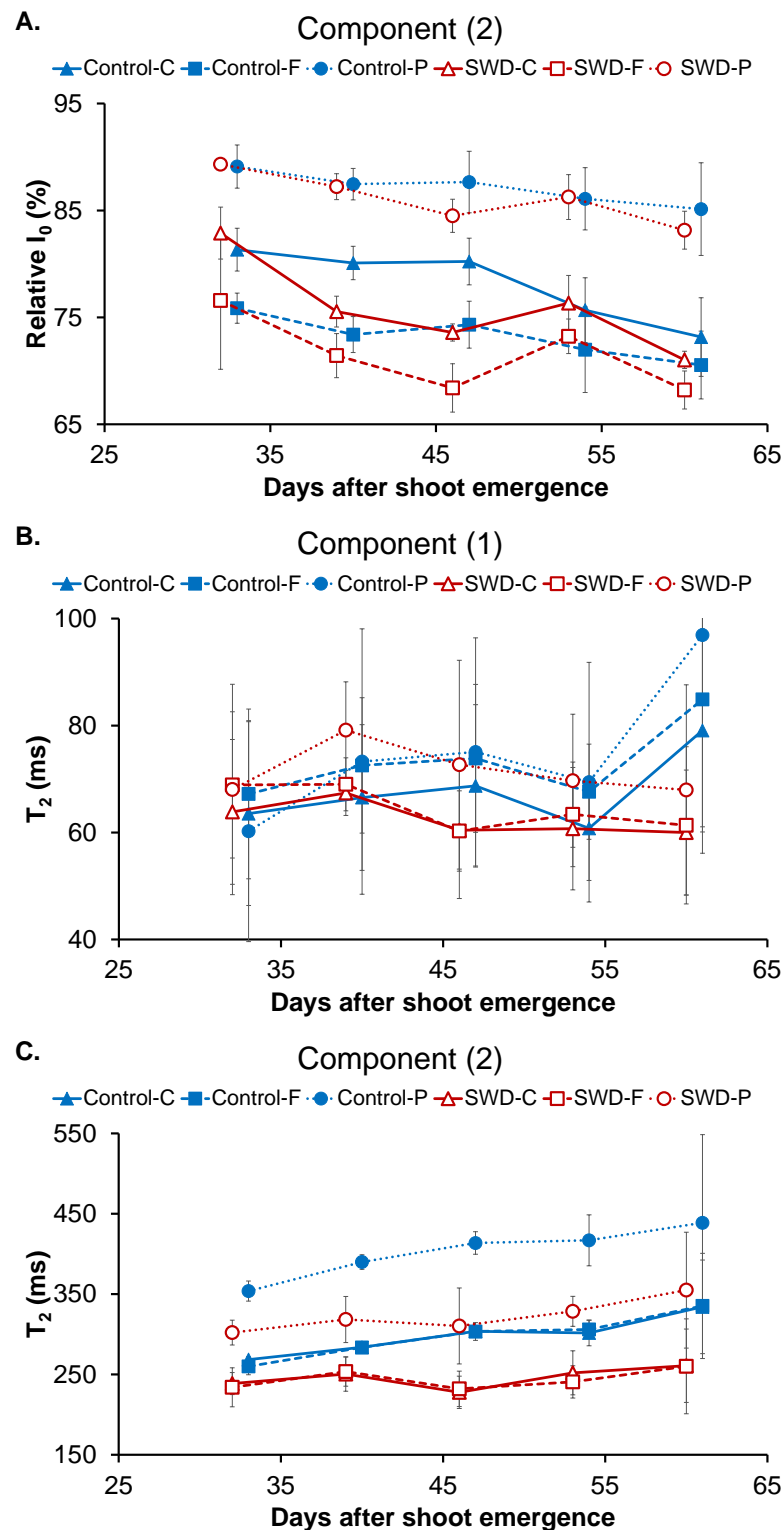 A.
Component (2)
Control-C Control-F Control-P SWD-C SWD-F SWD-P
Relative I₀ (%)
95
85
75
65
25 35 45 55 65
Days after shoot emergence
B.
Component (1)
Control-C Control-F Control-P SWD-C SWD-F SWD-P
T₂ (ms)
100
80
60
40
25 35 45 55 65
Days after shoot emergence
C.
Component (2)
Control-C Control-F Control-P SWD-C SWD-F SWD-P
T₂ (ms)
550
450
350
250
150
25 35 45 55 65
Days after shoot emergence